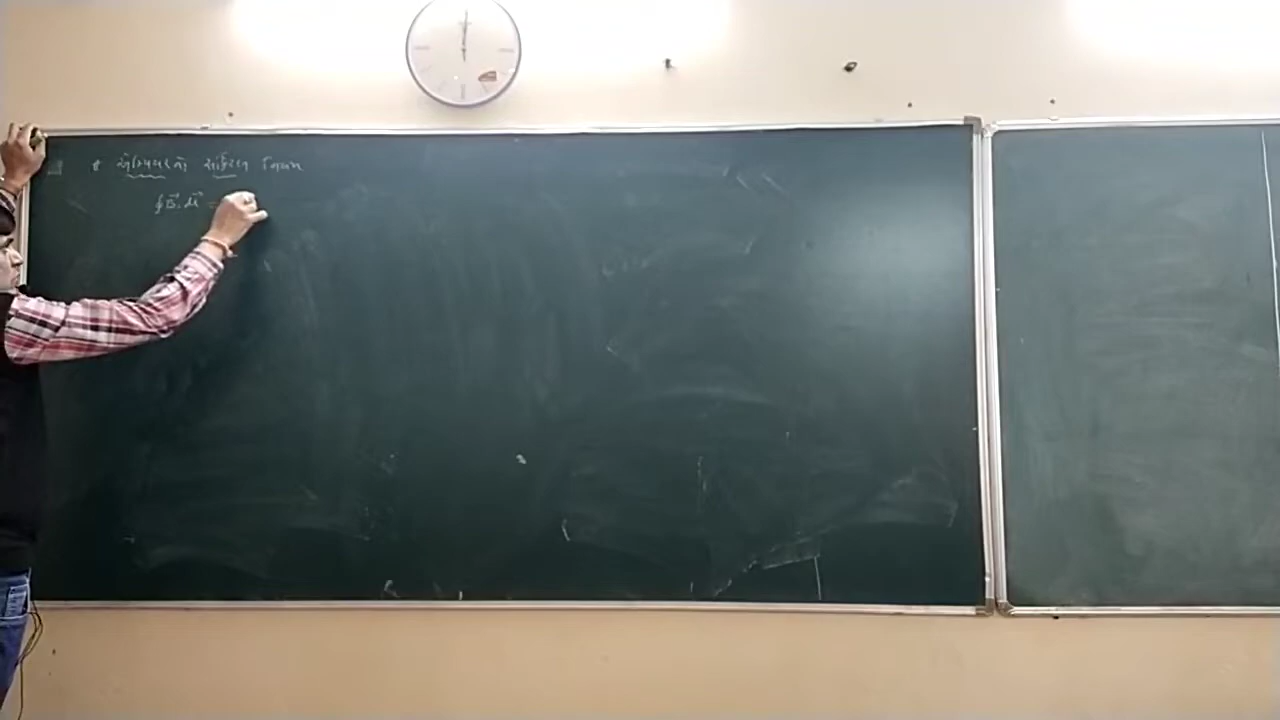 * એમ્પિયરનો સર્કિટલ નિયમ
∮B⃗.dl⃗ =